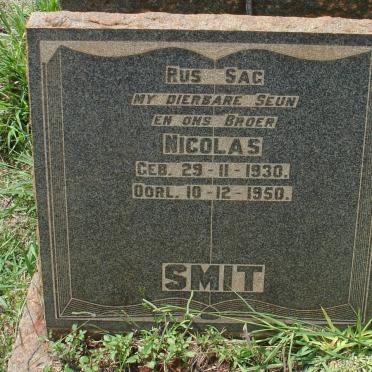 RUS SAG
MY DIERBARE SEUN
EN ONS BROER
NICOLAS
GEB. 29-11-1930.
OORL. 10-12-1950.
SMIT